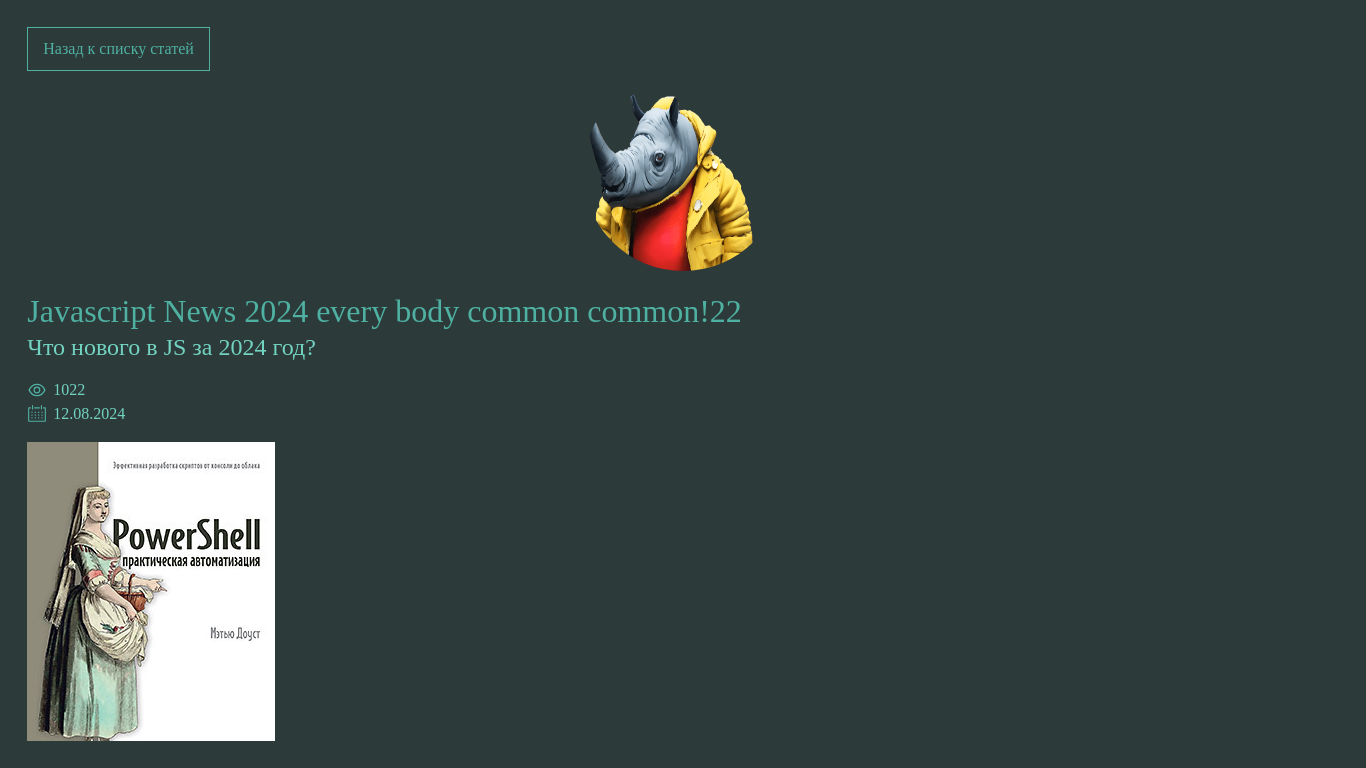 Назад к списку статей
Javascript News 2024 every body common common!22
Что нового в JS за 2024 год?
1022
12.08.2024
Эффективная разработка скриптов от консоли до облака
PowerShell
практическая автоматизация
Мэтью Доуст